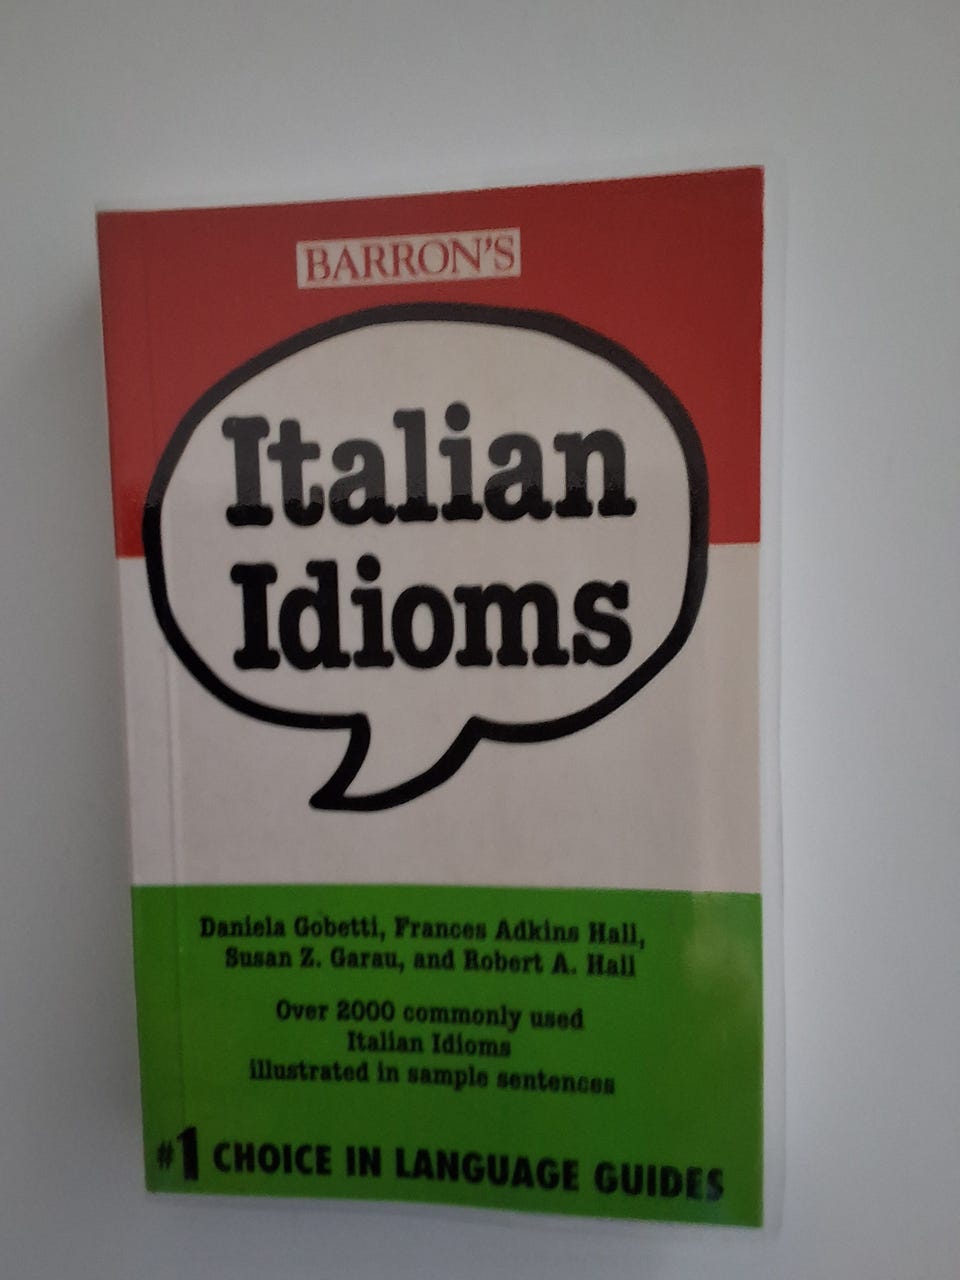 BARRON'S
Italian
Idioms
Daniela Gobetti, Frances Adkins Hall,
Susan Z. Garau, and Robert A. Hall
Over 2000 commonly used
Italian Idioms
illustrated in sample sentences
#1 CHOICE IN LANGUAGE GUIDES